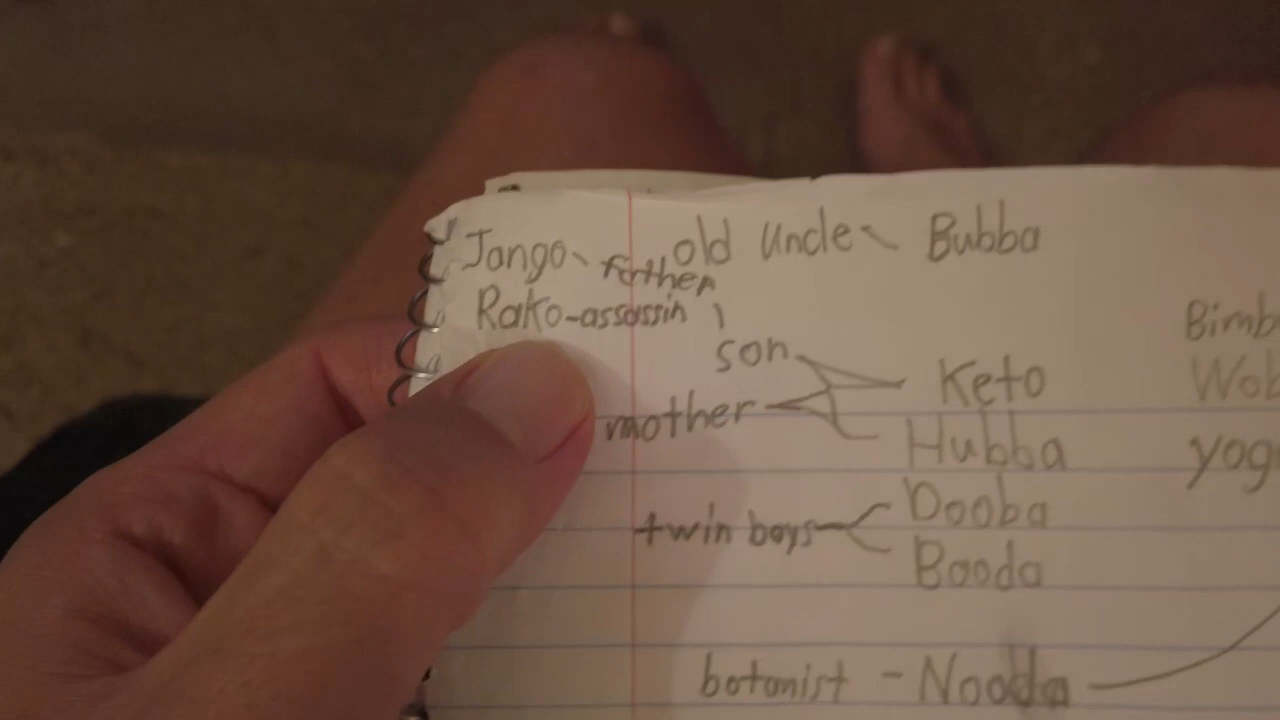 Jango - father
old Uncle - Bubba
Rako-assassin
Bimb
son
Keto
Wob
mother
Hubba
yog
twin boys
Dooba
Booda
botanist - Nooda